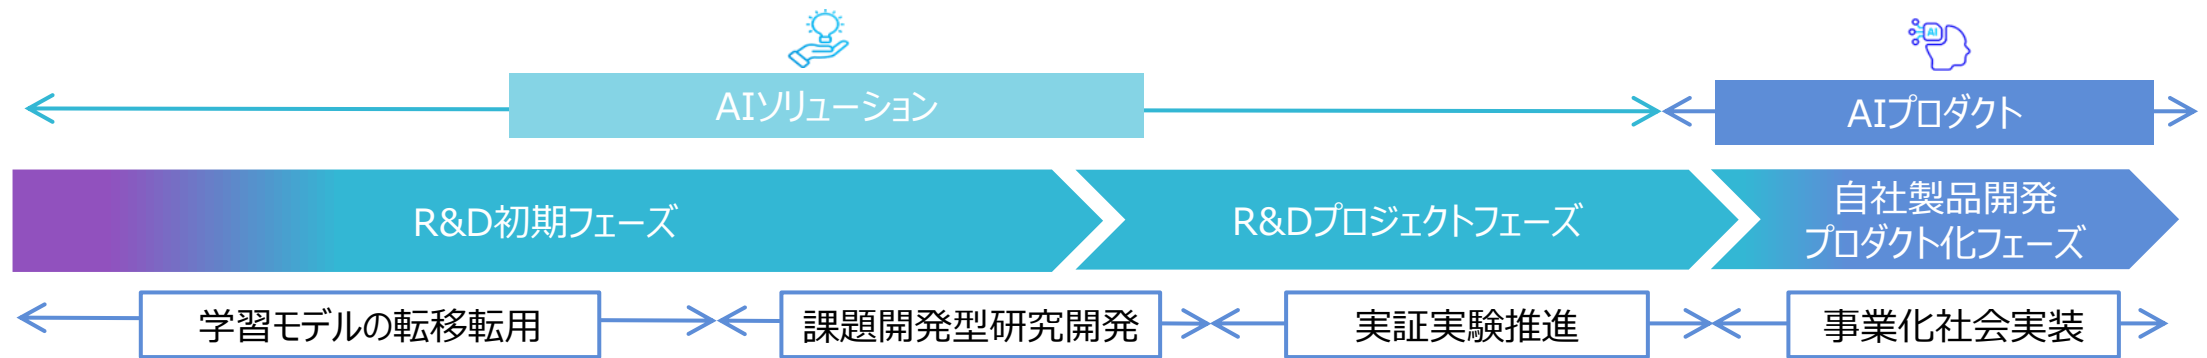 AI
AIソリューション
AIプロダクト
R&D初期フェーズ
R&Dプロジェクトフェーズ
自社製品開発
プロダクト化フェーズ
学習モデルの転移転用
課題開発型研究開発
実証実験推進
事業化社会実装